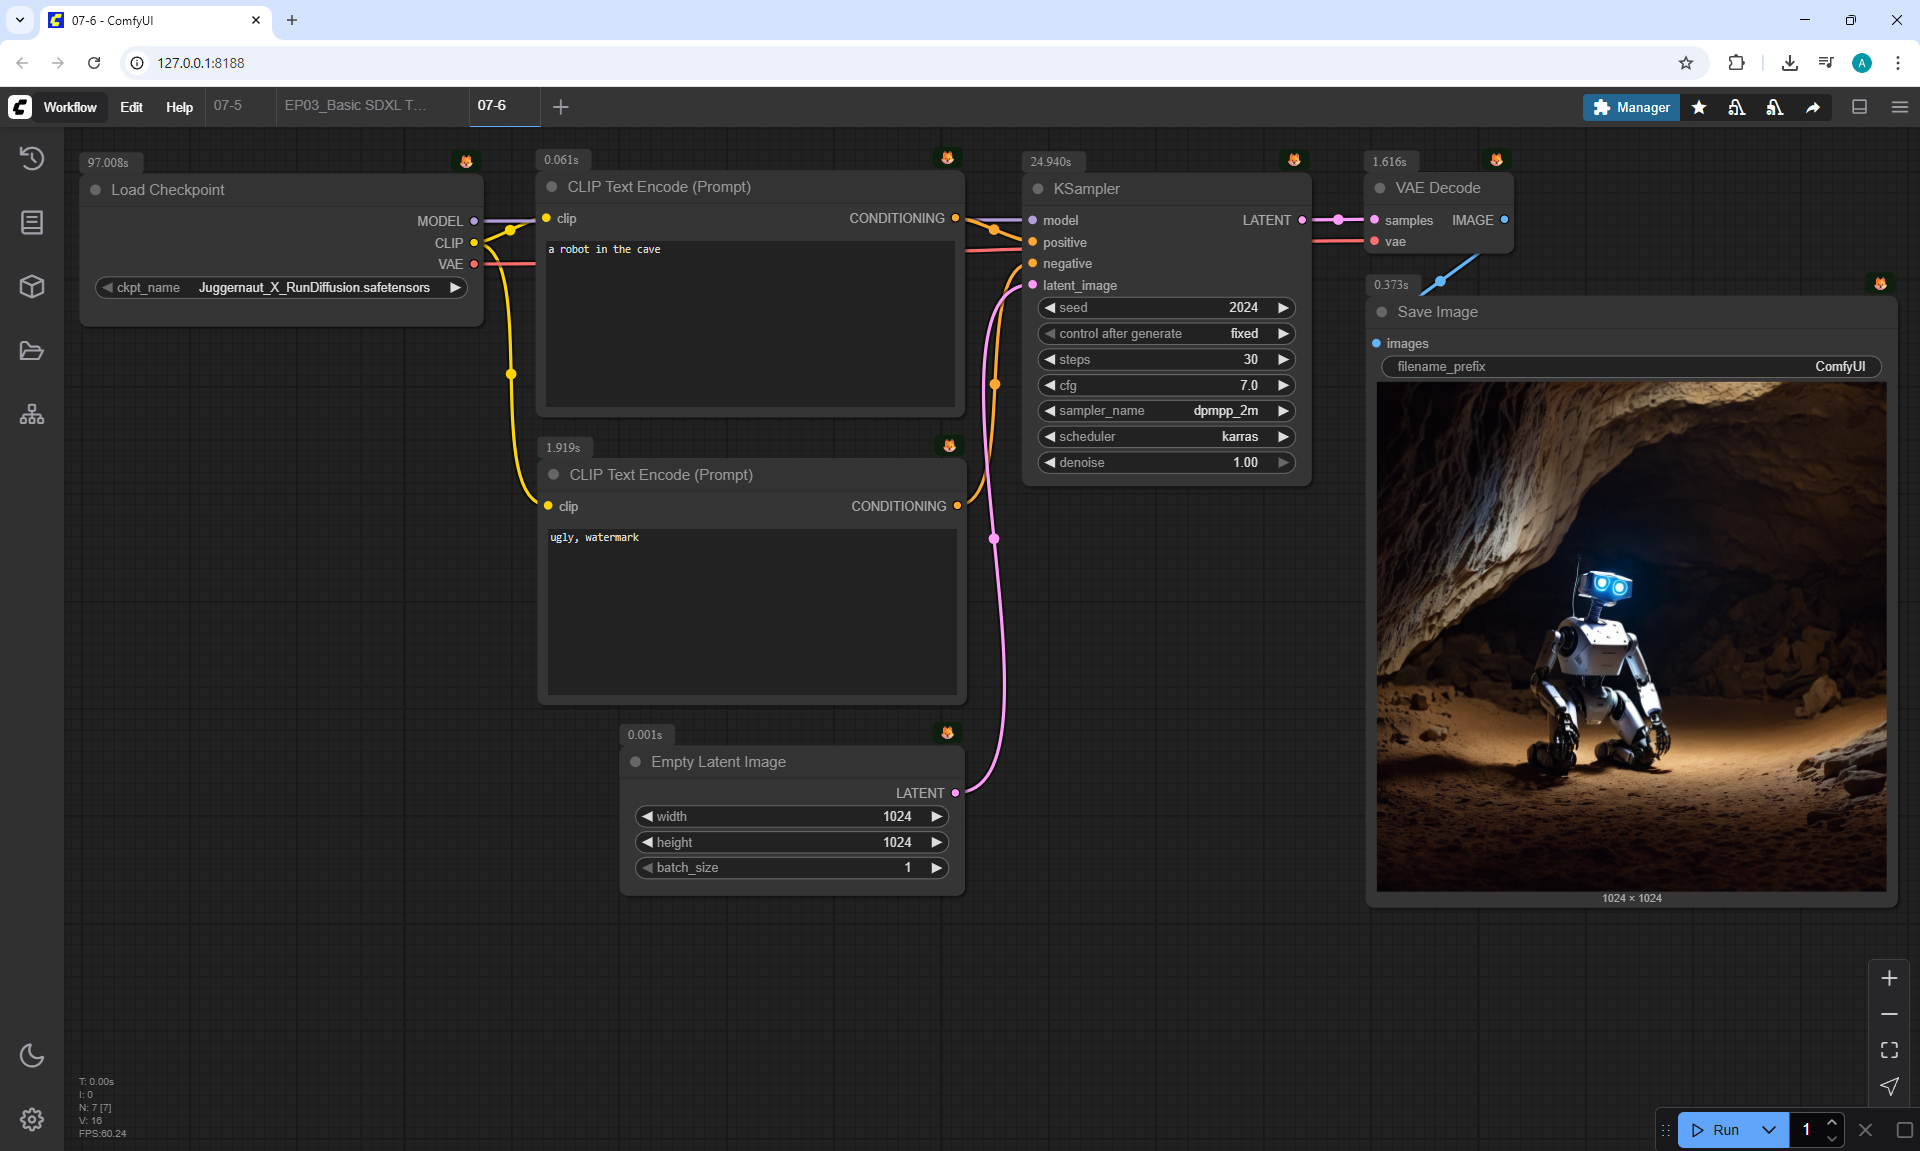 07-6 - ComfyUI
127.0.0.1:8188
A
Workflow Edit Help 07-5 EP03_Basic SDXL T... 07-6
Manager
97.008s
Load Checkpoint
MODEL
CLIP
VAE
ckpt_name Juggernaut_X_RunDiffusion.safetensors
0.061s
CLIP Text Encode (Prompt)
clip CONDITIONING
a robot in the cave
1.919s
CLIP Text Encode (Prompt)
clip CONDITIONING
ugly, watermark
0.001s
Empty Latent Image
LATENT
width 1024
height 1024
batch_size 1
24.940s
KSampler
model LATENT
positive
negative
latent_image
seed 2024
control after generate fixed
steps 30
cfg 7.0
sampler_name dpmpp_2m
scheduler karras
denoise 1.00
1.616s
VAE Decode
samples IMAGE
vae
0.373s
Save Image
images
filename_prefix ComfyUI
1024 × 1024
T: 0.00s
I: 0
N: 7 [7]
V: 16
FPS:60.24
Run 1